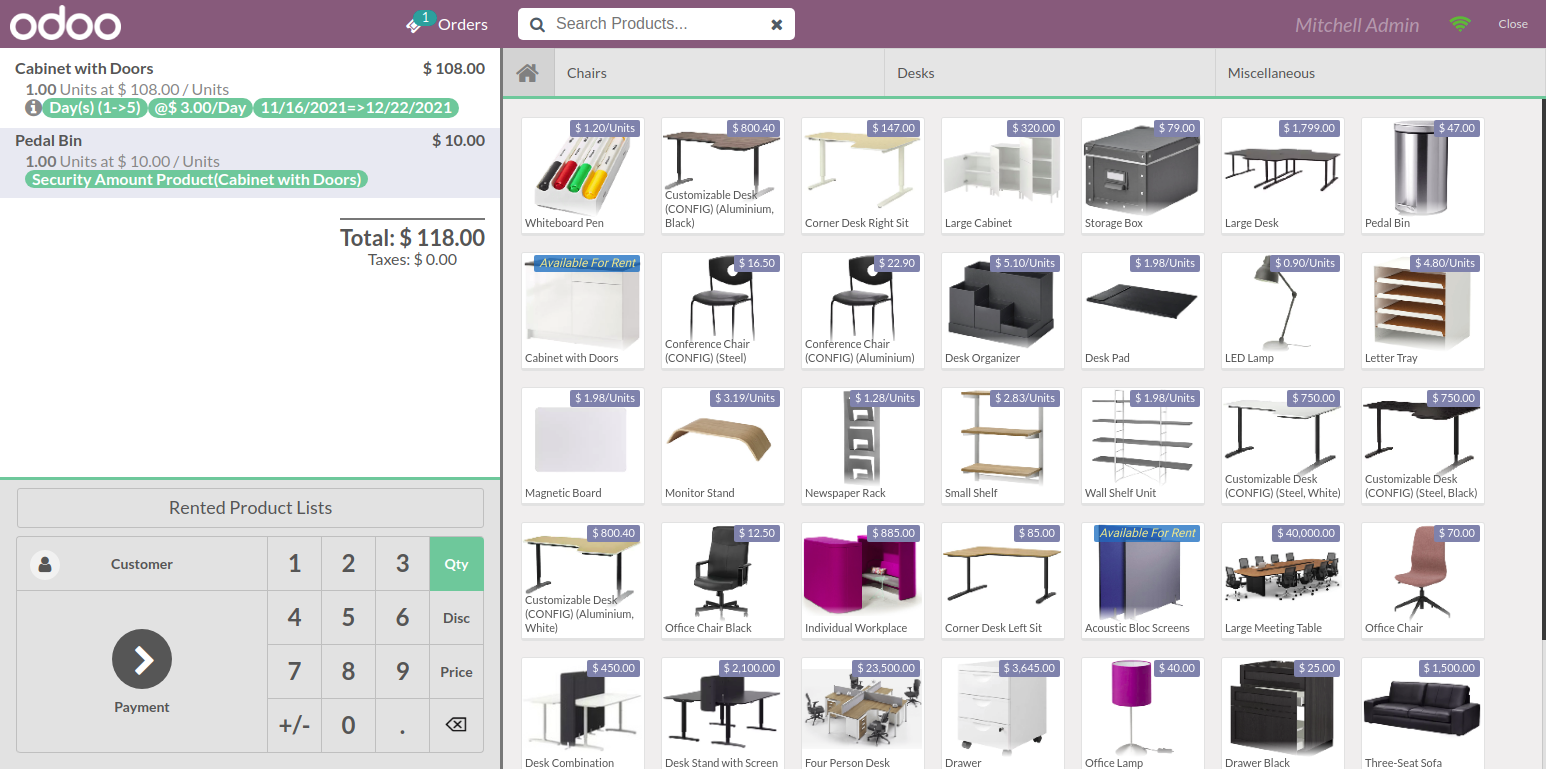 odoo
1
Orders
Search Products...
Mitchell Admin
Close
Cabinet with Doors $ 108.00
1.00 Units at $ 108.00 / Units
Day(s) (1->5) @$ 3.00/Day 11/16/2021=>12/22/2021
Pedal Bin $ 10.00
1.00 Units at $ 10.00 / Units
Security Amount Product(Cabinet with Doors)
Total: $ 118.00
Taxes: $ 0.00
Rented Product Lists
Customer
Payment
1 2 3 Qty
4 5 6 Disc
7 8 9 Price
+/- 0 .
Chairs Desks Miscellaneous
$ 1.20/Units
Whiteboard Pen
$ 800.40
Customizable Desk
(CONFIG) (Aluminium,
Black)
$ 147.00
Corner Desk Right Sit
$ 320.00
Large Cabinet
$ 79.00
Storage Box
$ 1,799.00
Large Desk
$ 47.00
Pedal Bin
Available For Rent
Cabinet with Doors
$ 16.50
Conference Chair
(CONFIG) (Steel)
$ 22.90
Conference Chair
(CONFIG) (Aluminium)
$ 5.10/Units
Desk Organizer
$ 1.98/Units
Desk Pad
$ 0.90/Units
LED Lamp
$ 4.80/Units
Letter Tray
$ 1.98/Units
Magnetic Board
$ 3.19/Units
Monitor Stand
$ 1.28/Units
Newspaper Rack
$ 2.83/Units
Small Shelf
$ 1.98/Units
Wall Shelf Unit
$ 750.00
Customizable Desk
(CONFIG) (Steel, White)
$ 750.00
Customizable Desk
(CONFIG) (Steel, Black)
$ 800.40
Customizable Desk
(CONFIG) (Aluminium,
White)
$ 12.50
Office Chair Black
$ 885.00
Individual Workplace
$ 85.00
Corner Desk Left Sit
Available For Rent
Acoustic Bloc Screens
$ 40,000.00
Large Meeting Table
$ 70.00
Office Chair
$ 450.00
Desk Combination
$ 2,100.00
Desk Stand with Screen
$ 23,500.00
Four Person Desk
$ 3,645.00
Drawer
$ 40.00
Office Lamp
$ 25.00
Drawer Black
$ 1,500.00
Three-Seat Sofa